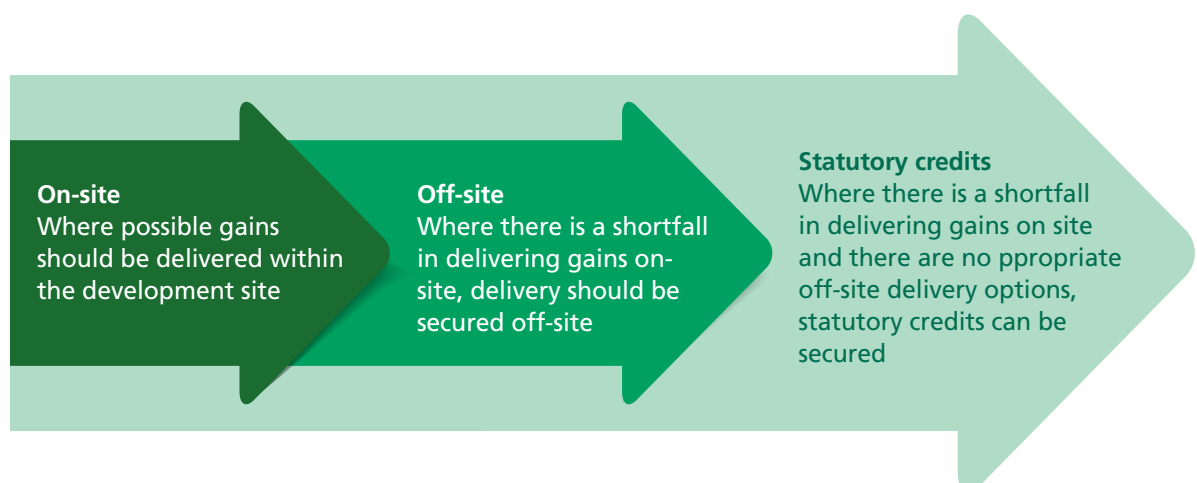 On-site
Where possible gains
should be delivered within
the development site
Off-site
Where there is a shortfall
in delivering gains on-
site, delivery should be
secured off-site
Statutory credits
Where there is a shortfall
in delivering gains on site
and there are no ppropriate
off-site delivery options,
statutory credits can be
secured